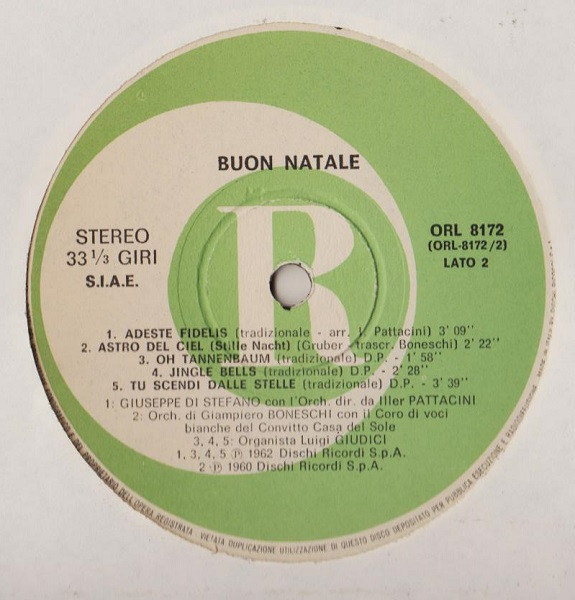 BUON NATALE
R
STEREO
33 1/3 GIRI
S.I.A.E.
ORL 8172
(ORL-8172/2)
LATO 2
1. ADESTE FIDELIS (tradizionale - arr. I. Pattacini) 3' 09"
2. ASTRO DEL CIEL (Stille Nacht) (Gruber - trascr. Boneschi) 2' 22"
3. OH TANNENBAUM (tradizionale) D.P. - 1' 58"
4. JINGLE BELLS (tradizionale) D.P. - 2' 28"
5. TU SCENDI DALLE STELLE (tradizionale) D.P. - 3' 39"
1: GIUSEPPE DI STEFANO con l'Orch. dir. da Iller PATTACINI
2: Orch. di Giampiero BONESCHI con il Coro di voci
bianche del Convitto Casa del Sole
3, 4, 5: Organista Luigi GIUDICI
1, 3, 4, 5 ℗ 1962 Dischi Ricordi S.p.A.
2 ℗ 1960 Dischi Ricordi S.p.A.
DELL'OPERA REGISTRATA - VIETATA DUPLICAZIONE UTILIZZAZIONE DI QUESTO DISCO DEPOSITATO PER PUBBLICA ESECUZIONE E RADIODIFFUSIONE